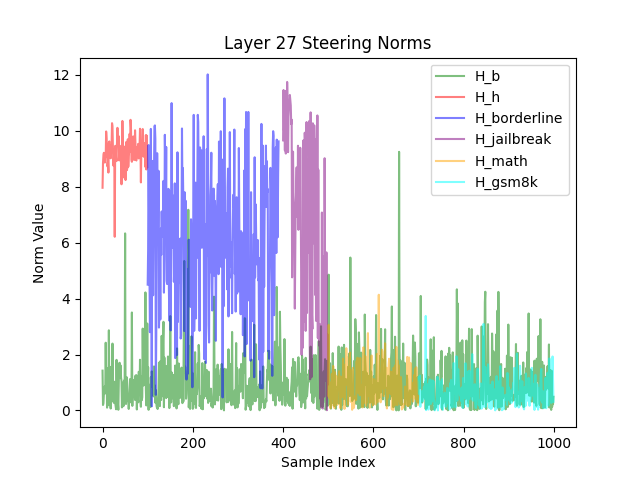 Layer 27 Steering Norms
Norm Value
12
10
8
6
4
2
0
H_b
H_h
H_borderline
H_jailbreak
H_math
H_gsm8k
0 200 400 600 800 1000
Sample Index